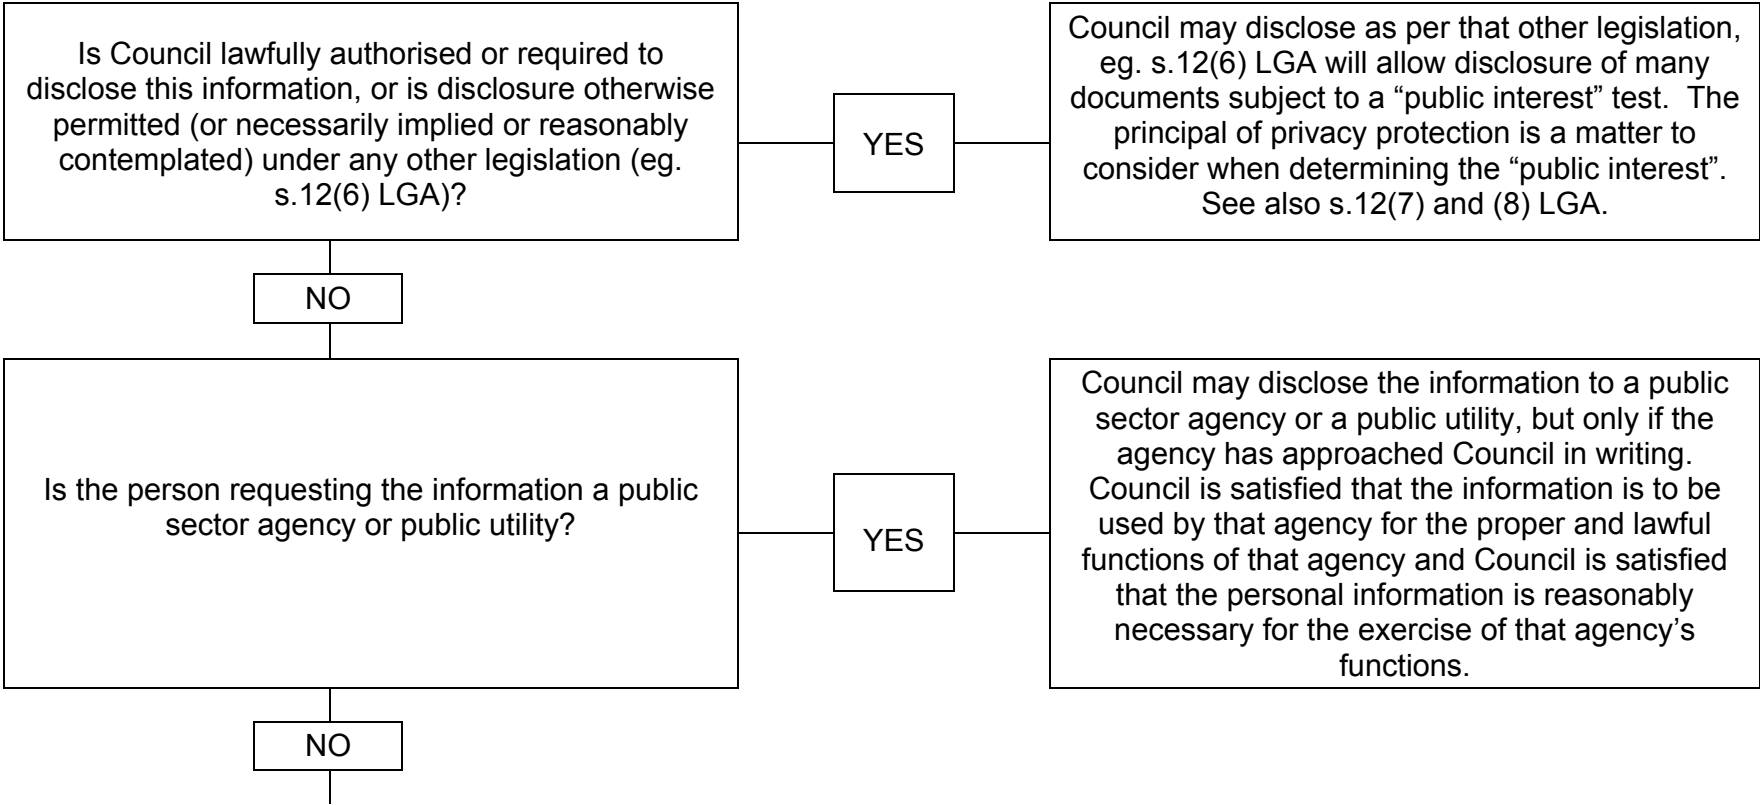 Is Council lawfully authorised or required to
disclose this information, or is disclosure otherwise
permitted (or necessarily implied or reasonably
contemplated) under any other legislation (eg.
s.12(6) LGA)?
YES
Council may disclose as per that other legislation,
eg. s.12(6) LGA will allow disclosure of many
documents subject to a “public interest” test.  The
principal of privacy protection is a matter to
consider when determining the “public interest”.
See also s.12(7) and (8) LGA.
NO
Is the person requesting the information a public
sector agency or public utility?
YES
Council may disclose the information to a public
sector agency or a public utility, but only if the
agency has approached Council in writing.
Council is satisfied that the information is to be
used by that agency for the proper and lawful
functions of that agency and Council is satisfied
that the personal information is reasonably
necessary for the exercise of that agency’s
functions.
NO